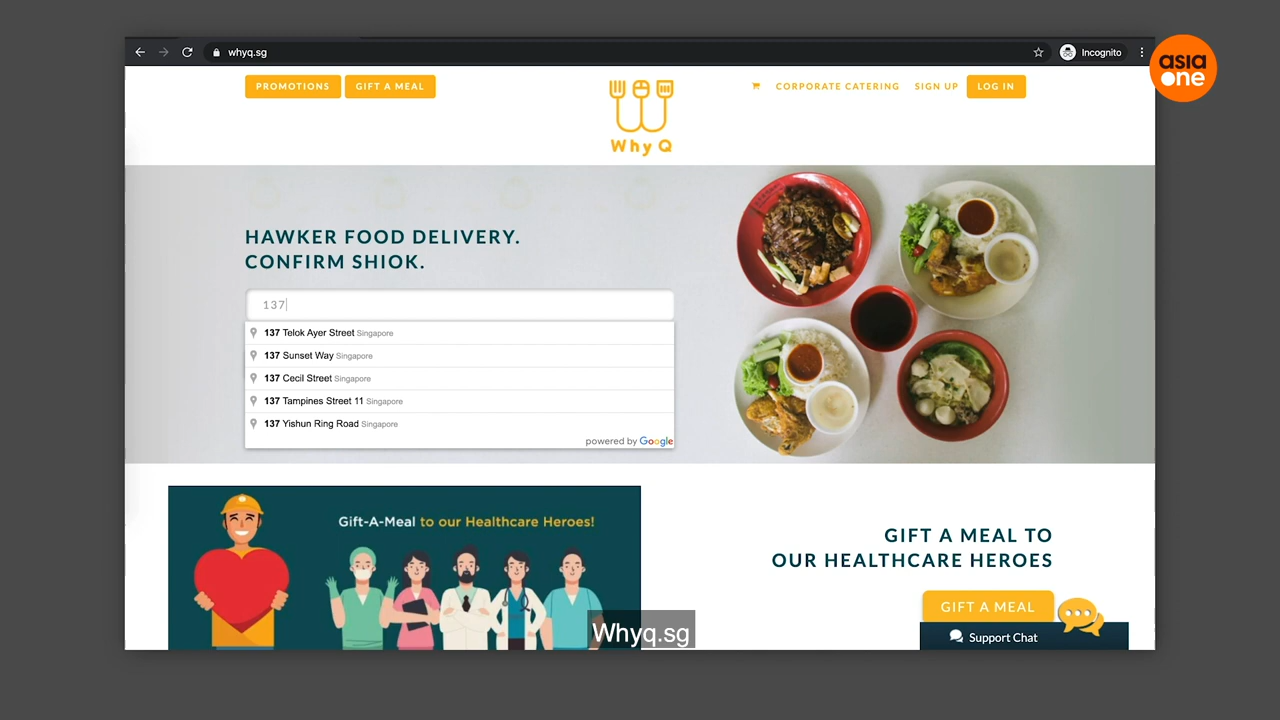 whyq.sg
Incognito
asia
one
PROMOTIONS
GIFT A MEAL
Why Q
CORPORATE CATERING
SIGN UP
LOG IN
HAWKER FOOD DELIVERY.
CONFIRM SHIOK.
137
137 Telok Ayer Street Singapore
137 Sunset Way Singapore
137 Cecil Street Singapore
137 Tampines Street 11 Singapore
137 Yishun Ring Road Singapore
powered by Google
Gift-A-Meal to our Healthcare Heroes!
GIFT A MEAL TO
OUR HEALTHCARE HEROES
GIFT A MEAL
Support Chat
Whyq.sg